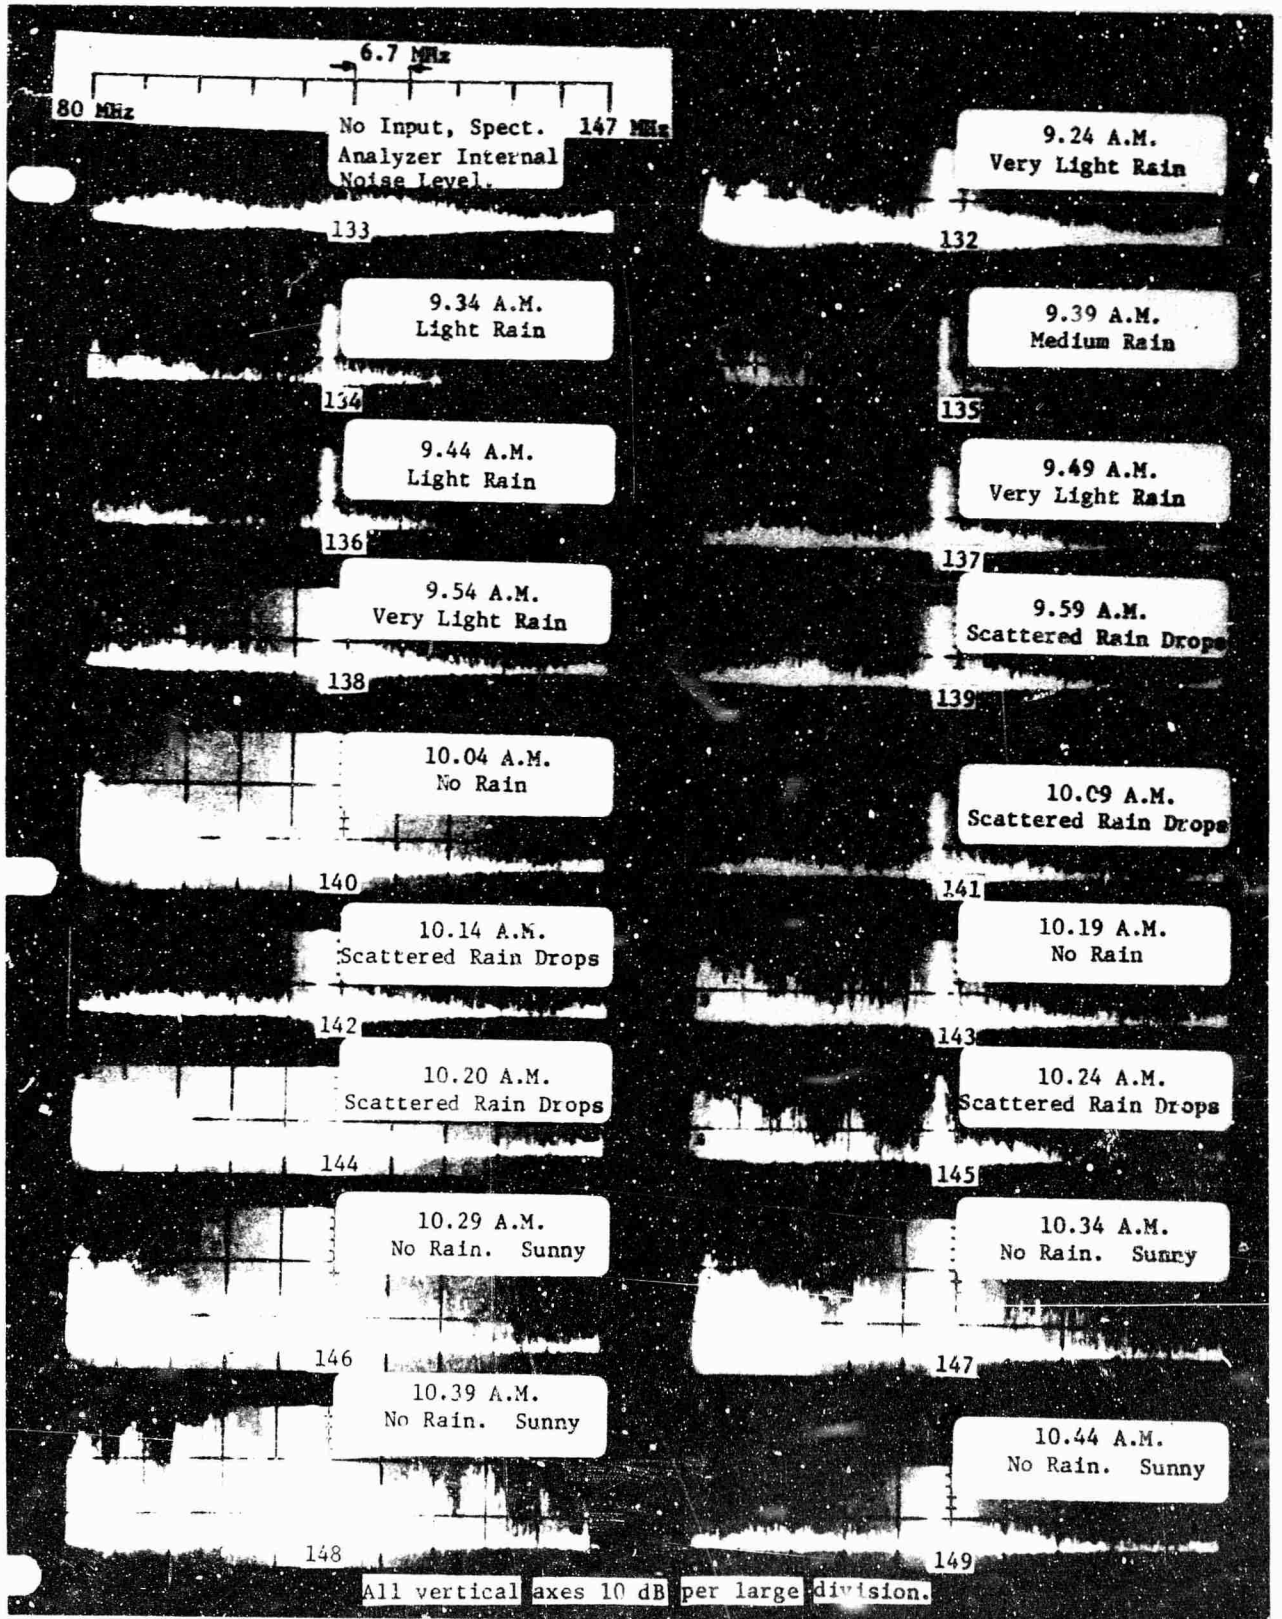 6.7 MHz
80 MHz
147 MHz
No Input, Spect.
Analyzer Internal
Noise Level.
133
9.24 A.M.
Very Light Rain
132
9.34 A.M.
Light Rain
134
9.39 A.M.
Medium Rain
135
9.44 A.M.
Light Rain
136
9.49 A.M.
Very Light Rain
137
9.54 A.M.
Very Light Rain
138
9.59 A.M.
Scattered Rain Drops
139
10.04 A.M.
No Rain
140
10.09 A.M.
Scattered Rain Drops
141
10.14 A.M.
Scattered Rain Drops
142
10.19 A.M.
No Rain
143
10.20 A.M.
Scattered Rain Drops
144
10.24 A.M.
Scattered Rain Drops
145
10.29 A.M.
No Rain. Sunny
146
10.34 A.M.
No Rain. Sunny
147
10.39 A.M.
No Rain. Sunny
148
10.44 A.M.
No Rain. Sunny
149
All vertical axes 10 dB per large division.